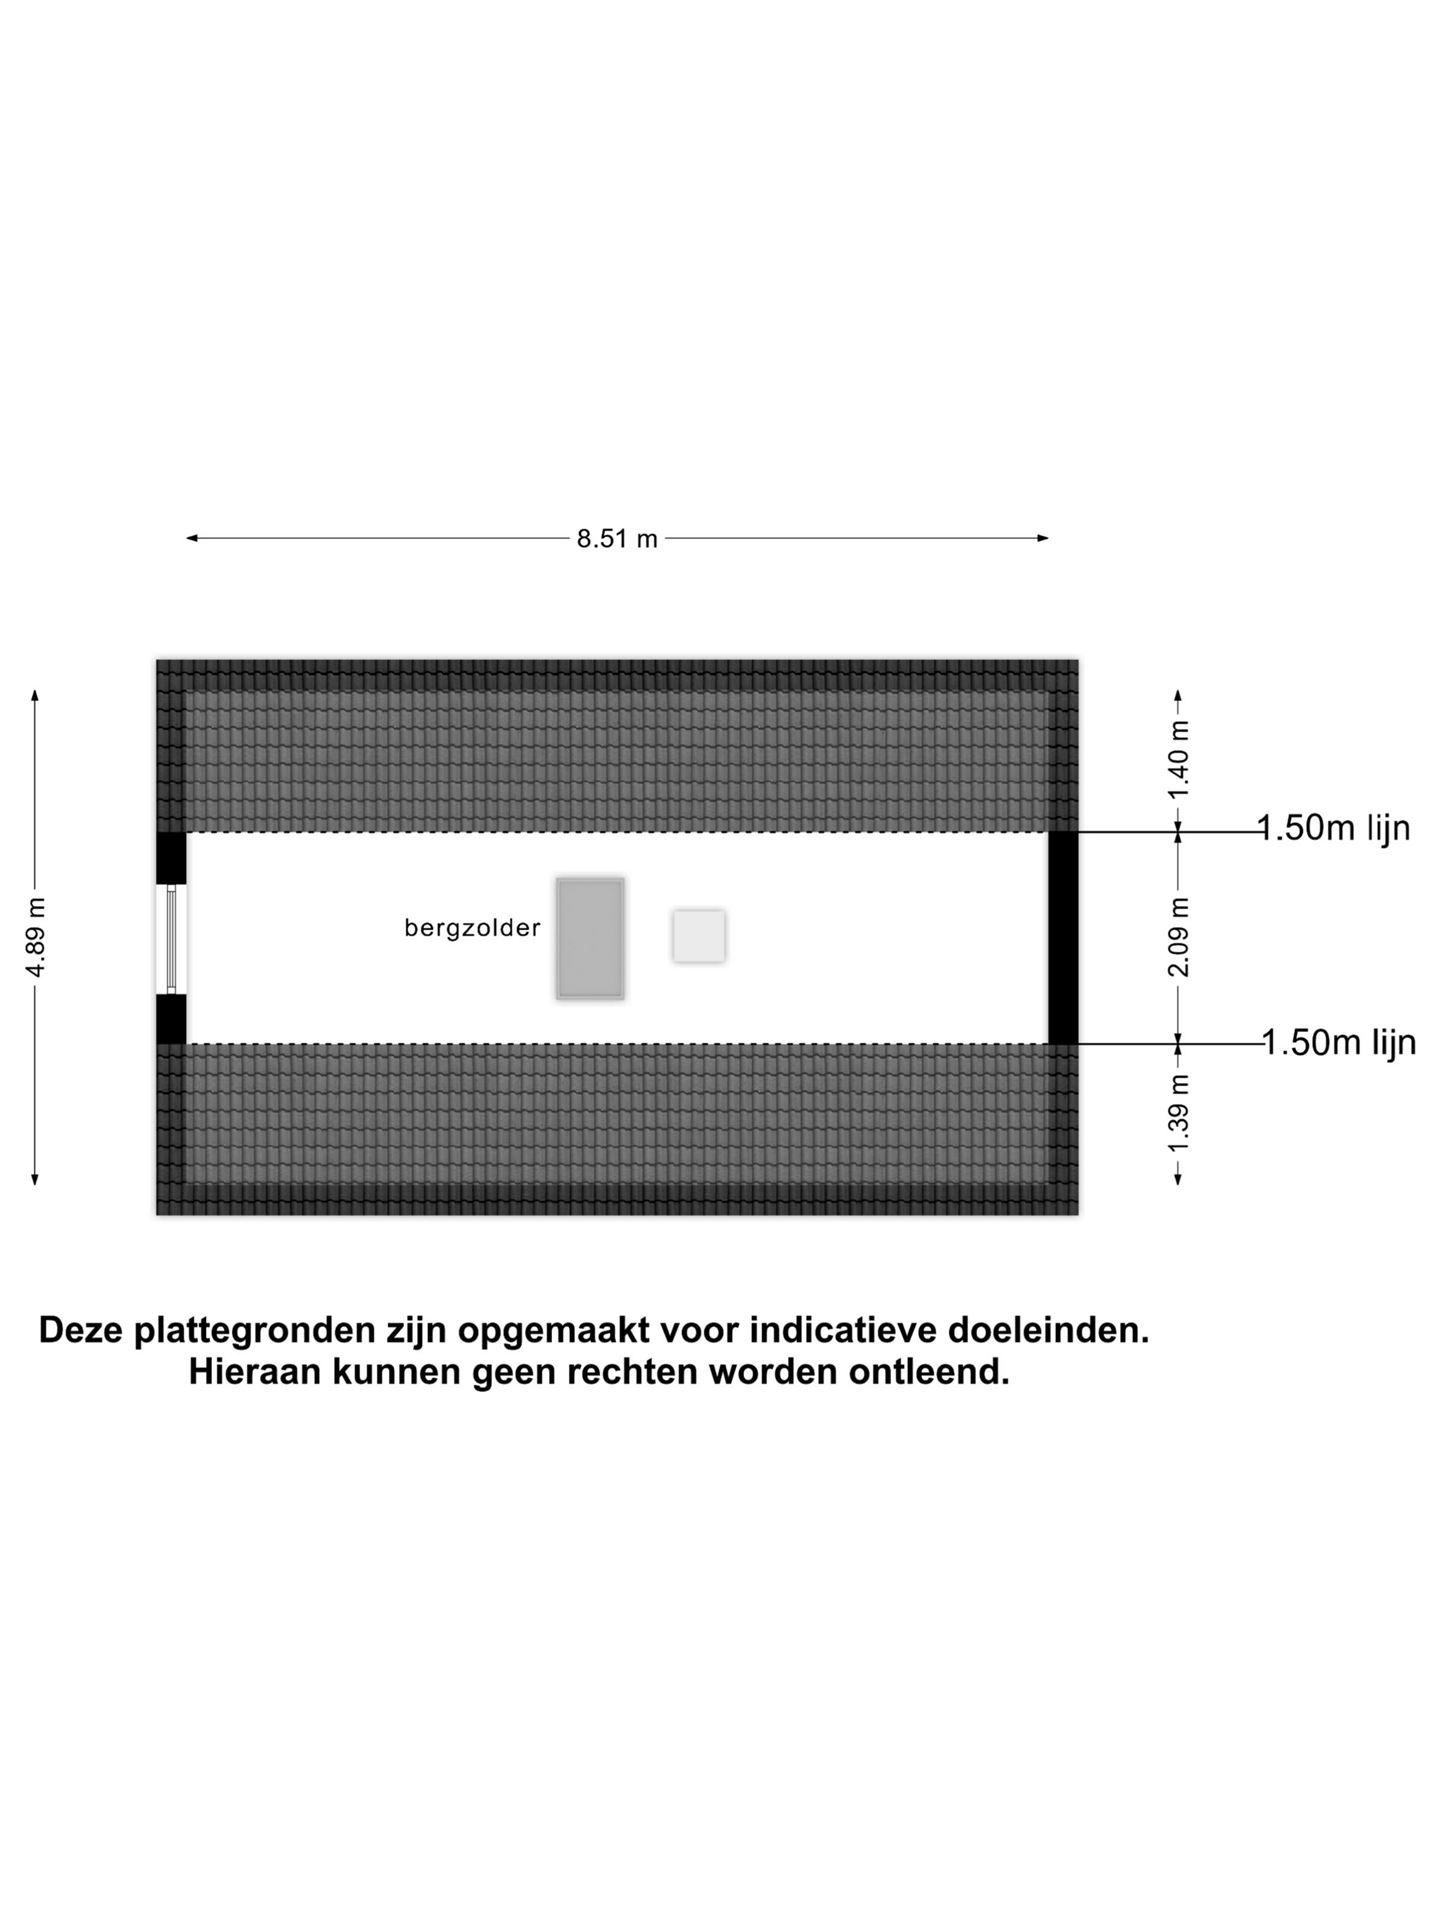 8.51 m
1.40 m
1.50m lijn
bergzolder
4.89 m
2.09 m
1.50m lijn
1.39 m
Deze plattegronden zijn opgemaakt voor indicatieve doeleinden.
Hieraan kunnen geen rechten worden ontleend.